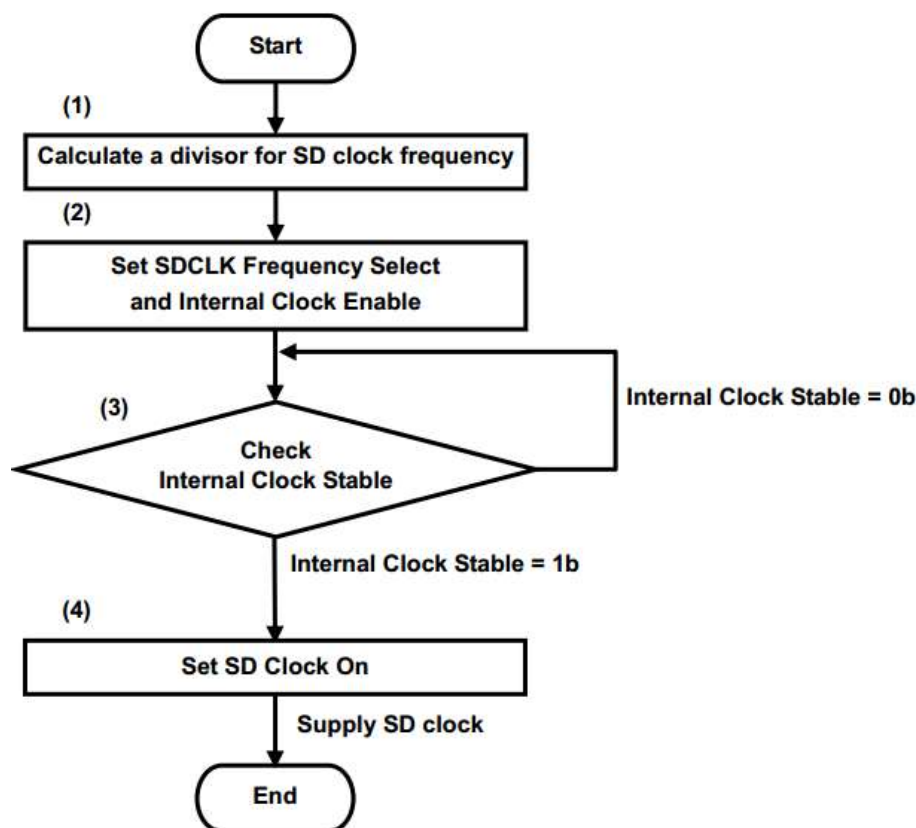 Start
(1)
Calculate a divisor for SD clock frequency
(2)
Set SDCLK Frequency Select
and Internal Clock Enable
Internal Clock Stable = 0b
(3)
Check
Internal Clock Stable
Internal Clock Stable = 1b
(4)
Set SD Clock On
Supply SD clock
End